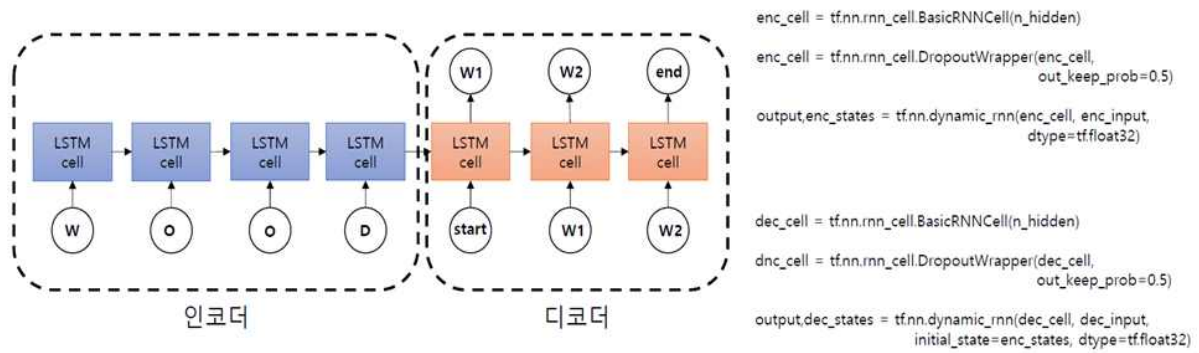 W1
W2
end
LSTM
cell
LSTM
cell
LSTM
cell
LSTM
cell
LSTM
cell
LSTM
cell
LSTM
cell
W
O
O
D
start
W1
W2
인코더
디코더
enc_cell = tf.nn.rnn_cell.BasicRNNCell(n_hidden)
enc_cell = tf.nn.rnn_cell.DropoutWrapper(enc_cell,
out_keep_prob=0.5)
output,enc_states = tf.nn.dynamic_rnn(enc_cell, enc_input,
dtype=tf.float32)
dec_cell = tf.nn.rnn_cell.BasicRNNCell(n_hidden)
dnc_cell = tf.nn.rnn_cell.DropoutWrapper(dec_cell,
out_keep_prob=0.5)
output,dec_states = tf.nn.dynamic_rnn(dec_cell, dec_input,
initial_state=enc_states, dtype=tf.float32)